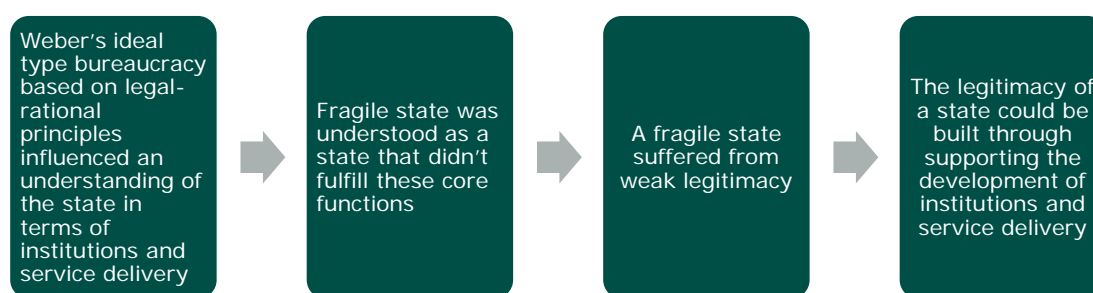 Weber's ideal
type bureaucracy
based on legal-
rational
principles
influenced an
understanding of
the state in
terms of
institutions and
service delivery
Fragile state was
understood as a
state that didn't
fulfill these core
functions
A fragile state
suffered from
weak legitimacy
The legitimacy of
a state could be
built through
supporting the
development of
institutions and
service delivery